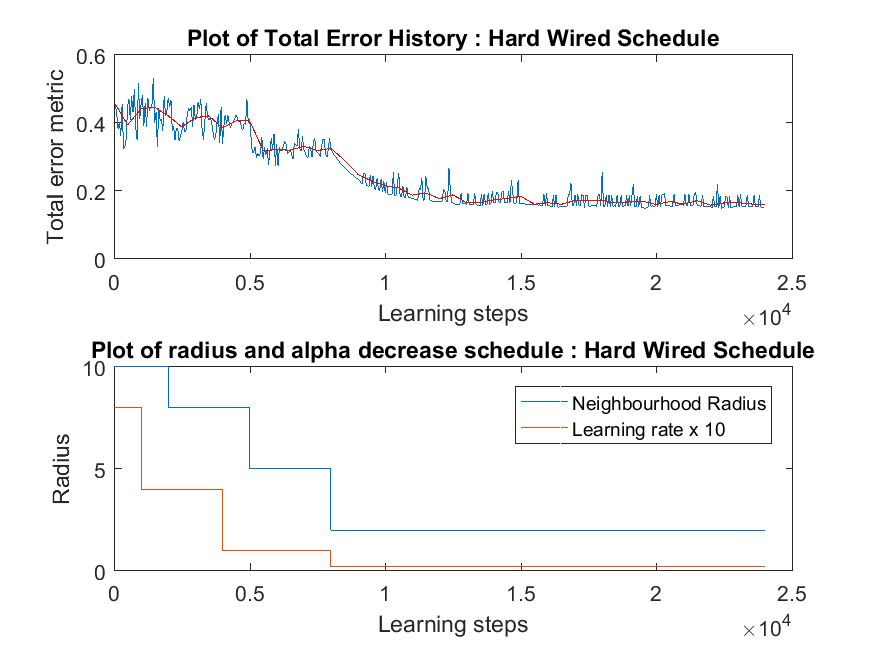 Plot of Total Error History : Hard Wired Schedule
0.6
0.4
0.2
0
Total error metric
0 0.5 1 1.5 2 2.5
×10^4
Learning steps
Plot of radius and alpha decrease schedule : Hard Wired Schedule
10
5
0
Radius
Neighbourhood Radius
Learning rate x 10
0 0.5 1 1.5 2 2.5
×10^4
Learning steps